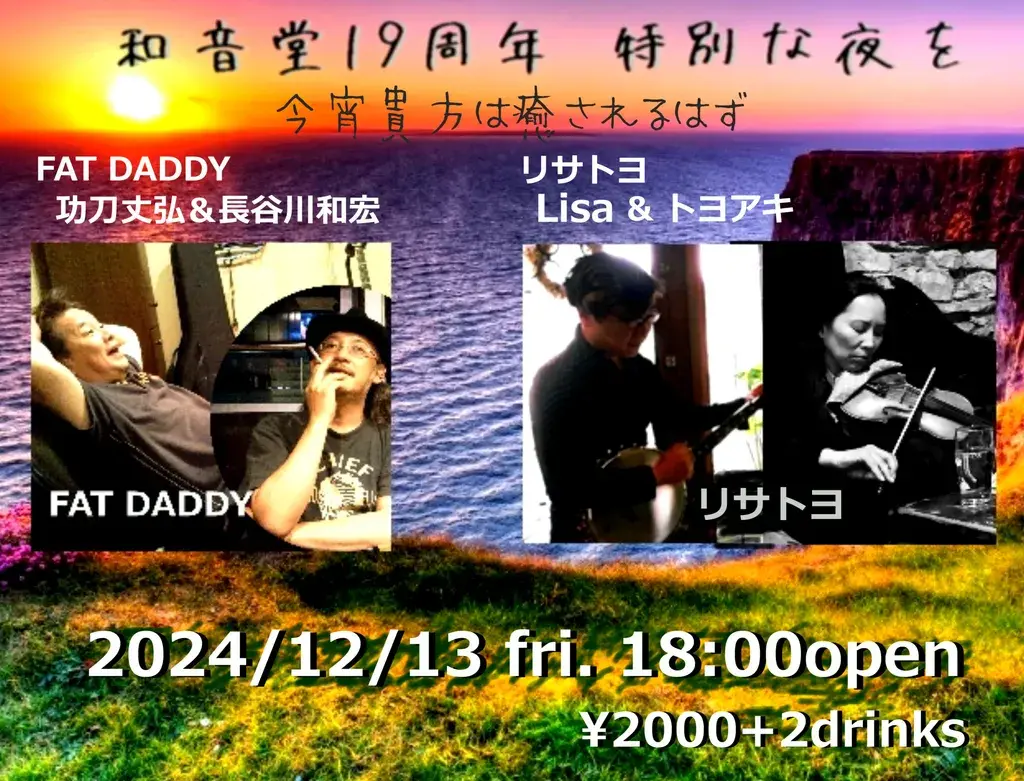 和音堂19周年 特別な夜を
今宵貴方は癒されるはず
FAT DADDY
功刀丈弘＆長谷川和宏
リサトヨ
Lisa & トヨアキ
CHIEF
FAT DADDY
リサトヨ
2024/12/13 fri. 18:00open
¥2000+2drinks